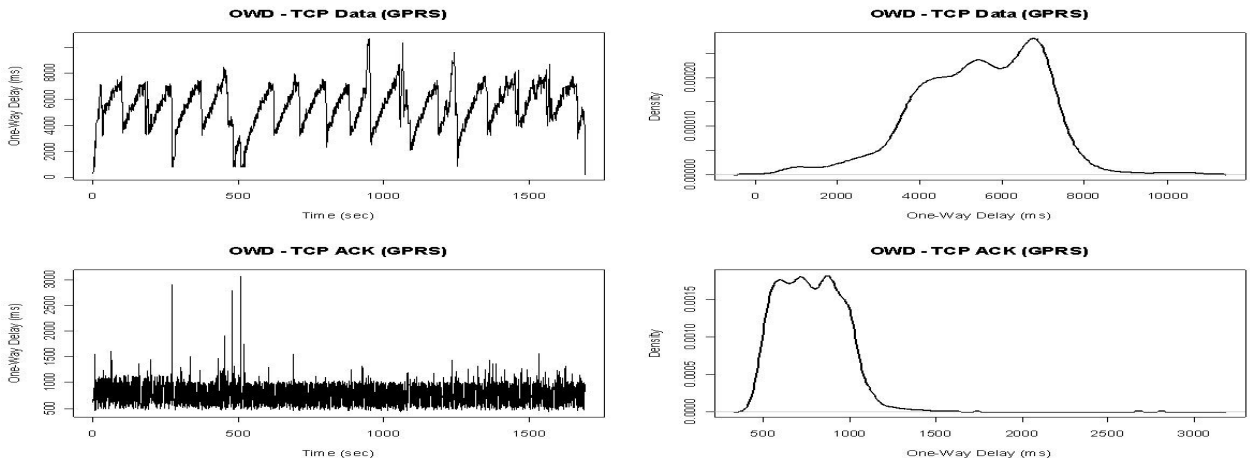 OWD - TCP Data (GPRS)
One-Way Delay (ms)
0 2000 4000 6000 8000
0 500 1000 1500
Time (sec)
OWD - TCP Data (GPRS)
Density
0.00000 0.00010 0.00020
0 2000 4000 6000 8000 10000
One-Way Delay (ms)
OWD - TCP ACK (GPRS)
One-Way Delay (ms)
500 1000 1500 2000 2500 3000
0 500 1000 1500
Time (sec)
OWD - TCP ACK (GPRS)
Density
0.0000 0.0005 0.0010 0.0015
500 1000 1500 2000 2500 3000
One-Way Delay (ms)